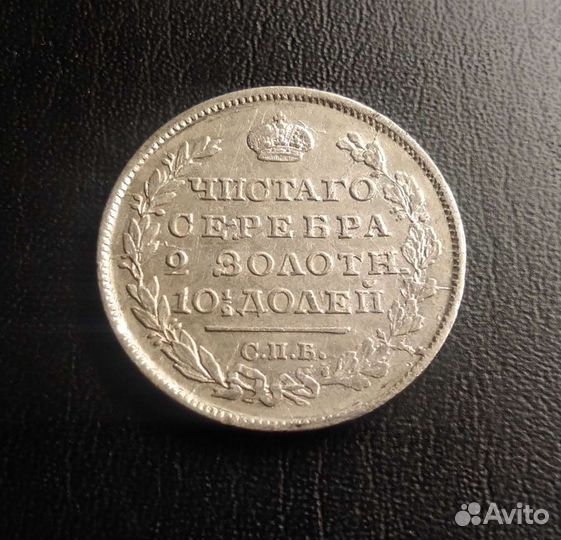 ЧИСТАГО
СЕРЕБРА
2 ЗОЛОТН.
10½ ДОЛЕЙ
С.П.Б.
Avito